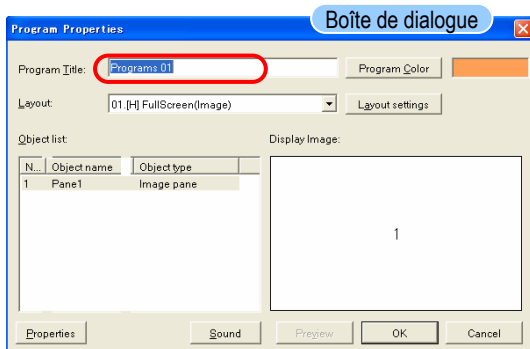 Boîte de dialogue
Program Properties
Program Title: Programs 01 Program Color
Layout: 01.[H] FullScreen(Image) Layout settings
Object list: Display Image:
N... Object name Object type
1 Pane1 Image pane
1
Properties Sound Preview OK Cancel